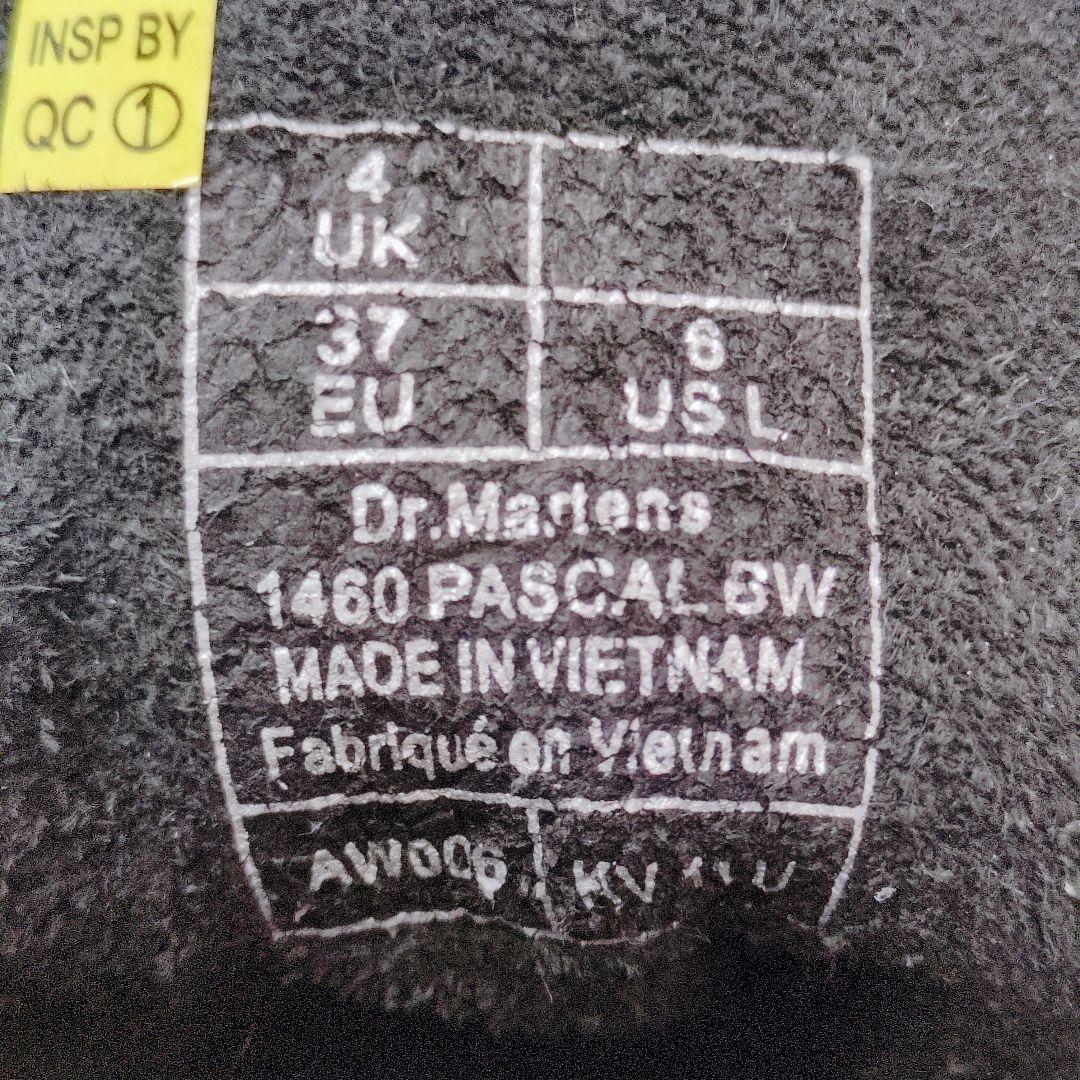 INSP BY
QC ①
4
UK
37
EU
6
US L
Dr.Martens
1460 PASCAL BW
MADE IN VIETNAM
Fabriqué en Vietnam
AW006
KV